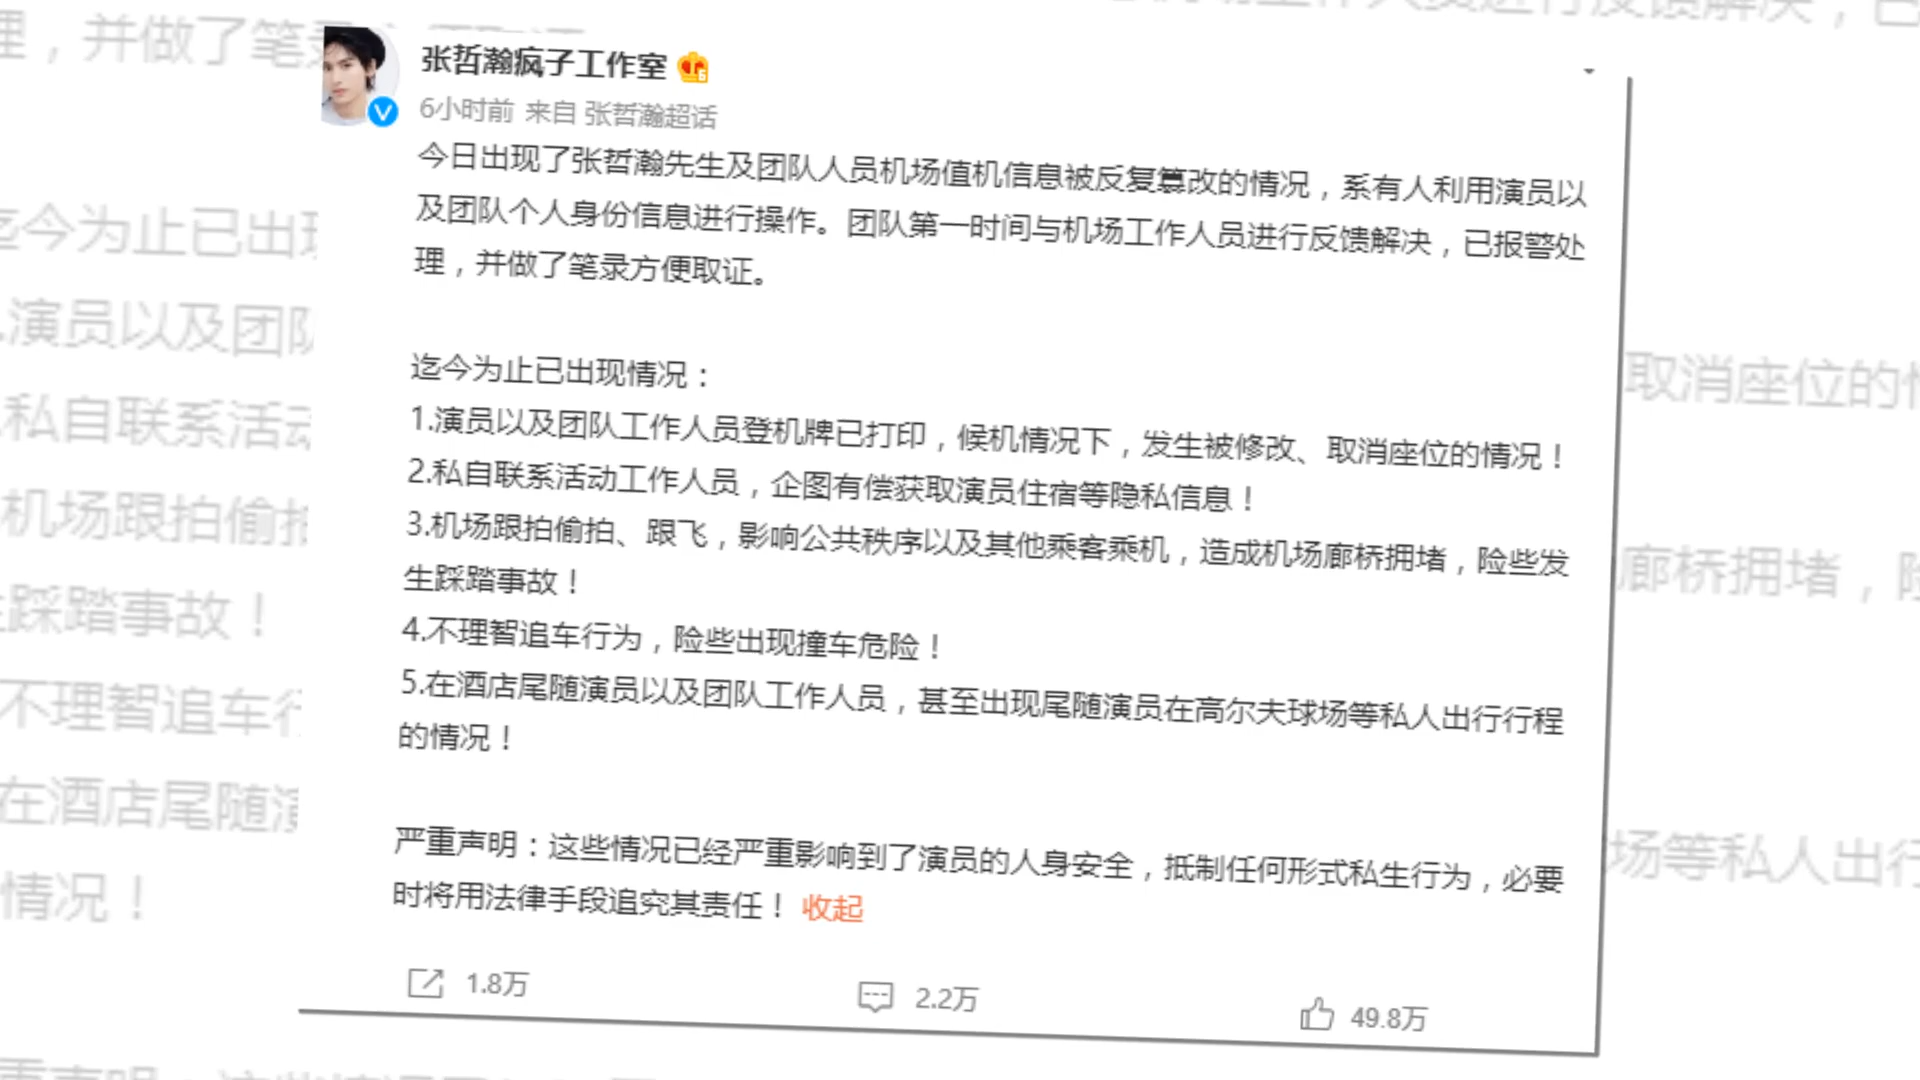 张哲瀚疯子工作室
6小时前 来自 张哲瀚超话
今日出现了张哲瀚先生及团队人员机场值机信息被反复篡改的情况，系有人利用演员以
及团队个人身份信息进行操作。团队第一时间与机场工作人员进行反馈解决，已报警处
理，并做了笔录方便取证。
迄今为止已出现情况：
1.演员以及团队工作人员登机牌已打印，候机情况下，发生被修改、取消座位的情况！
2.私自联系活动工作人员，企图有偿获取演员住宿等隐私信息！
3.机场跟拍偷拍、跟飞，影响公共秩序以及其他乘客乘机，造成机场廊桥拥堵，险些发
生踩踏事故！
4.不理智追车行为，险些出现撞车危险！
5.在酒店尾随演员以及团队工作人员，甚至出现尾随演员在高尔夫球场等私人出行行程
的情况！
严重声明：这些情况已经严重影响到了演员的人身安全，抵制任何形式私生行为，必要
时将用法律手段追究其责任！ 收起
1.8万
2.2万
49.8万